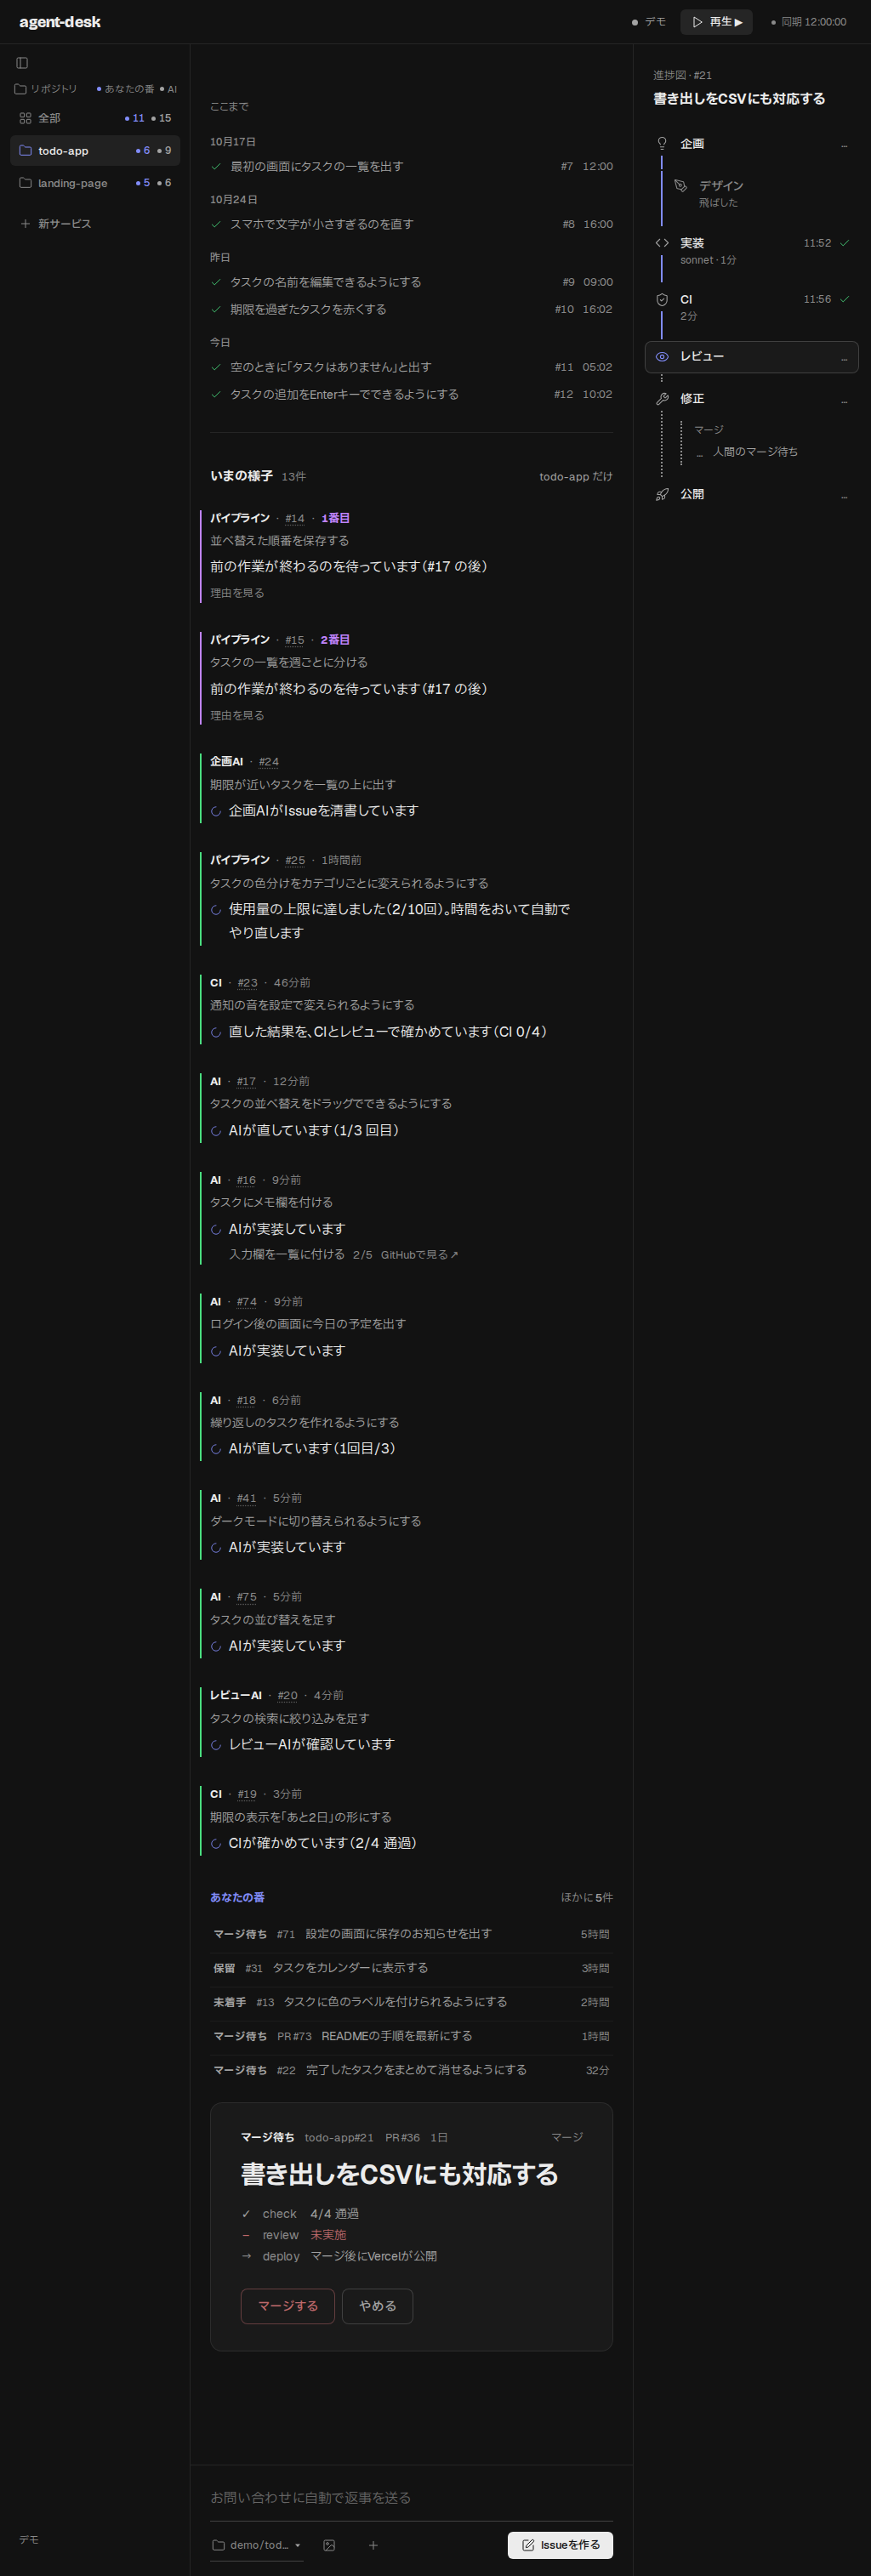 agent-desk
デモ
再生 ▶
同期 12:00:00
リポジトリ
あなたの番
AI
全部 11 15
todo-app 6 9
landing-page 5 6
新サービス
ここまで
10月17日
最初の画面にタスクの一覧を出す #7 12:00
10月24日
スマホで文字が小さすぎるのを直す #8 16:00
昨日
タスクの名前を編集できるようにする #9 09:00
期限を過ぎたタスクを赤くする #10 16:02
今日
空のときに「タスクはありません」と出す #11 05:02
タスクの追加をEnterキーでできるようにする #12 10:02
いまの様子 13件 todo-app だけ
パイプライン · #14 · 1番目
並べ替えた順番を保存する
前の作業が終わるのを待っています(#17 の後)
理由を見る
パイプライン · #15 · 2番目
タスクの一覧を週ごとに分ける
前の作業が終わるのを待っています(#17 の後)
理由を見る
企画AI · #24
期限が近いタスクを一覧の上に出す
企画AIがIssueを清書しています
パイプライン · #25 · 1時間前
タスクの色分けをカテゴリごとに変えられるようにする
使用量の上限に達しました(2/10回)。時間をおいて自動で
やり直します
CI · #23 · 46分前
通知の音を設定で変えられるようにする
直した結果を、CIとレビューで確かめています(CI 0/4)
AI · #17 · 12分前
タスクの並べ替えをドラッグでできるようにする
AIが直しています(1/3 回目)
AI · #16 · 9分前
タスクにメモ欄を付ける
AIが実装しています
入力欄を一覧に付ける 2/5 GitHubで見る ↗
AI · #74 · 9分前
ログイン後の画面に今日の予定を出す
AIが実装しています
AI · #18 · 6分前
繰り返しのタスクを作れるようにする
AIが直しています(1回目/3)
AI · #41 · 5分前
ダークモードに切り替えられるようにする
AIが実装しています
AI · #75 · 5分前
タスクの並び替えを足す
AIが実装しています
レビューAI · #20 · 4分前
タスクの検索に絞り込みを足す
レビューAIが確認しています
CI · #19 · 3分前
期限の表示を「あと2日」の形にする
CIが確かめています(2/4 通過)
あなたの番 ほかに 5件
マージ待ち #71 設定の画面に保存のお知らせを出す 5時間
保留 #31 タスクをカレンダーに表示する 3時間
未着手 #13 タスクに色のラベルを付けられるようにする 2時間
マージ待ち PR #73 READMEの手順を最新にする 1時間
マージ待ち #22 完了したタスクをまとめて消せるようにする 32分
マージ待ち todo-app#21 PR #36 1日 マージ
書き出しをCSVにも対応する
✓ check 4/4 通過
– review 未実施
→ deploy マージ後にVercelが公開
マージする やめる
お問い合わせに自動で返事を送る
demo/tod…
Issueを作る
デモ
進捗図 · #21
書き出しをCSVにも対応する
企画 …
デザイン
飛ばした
実装 11:52
sonnet · 1分
CI 11:56
2分
レビュー …
修正 …
マージ
… 人間のマージ待ち
公開 …